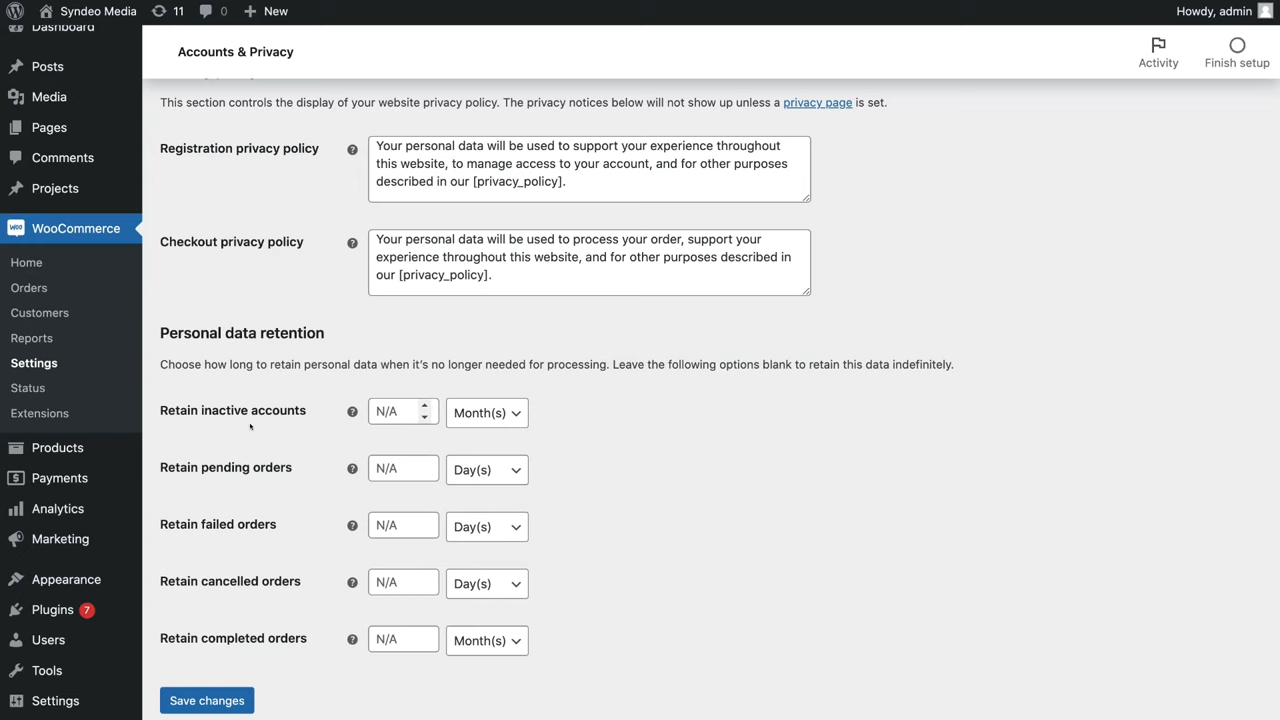 Syndeo Media
11
0
New
Howdy, admin
Dashboard
Posts
Media
Pages
Comments
Projects
WooCommerce
Home
Orders
Customers
Reports
Settings
Status
Extensions
Products
Payments
Analytics
Marketing
Appearance
Plugins 7
Users
Tools
Settings
Accounts & Privacy
Activity
Finish setup
This section controls the display of your website privacy policy. The privacy notices below will not show up unless a privacy page is set.
Registration privacy policy
Your personal data will be used to support your experience throughout
this website, to manage access to your account, and for other purposes
described in our [privacy_policy].
Checkout privacy policy
Your personal data will be used to process your order, support your
experience throughout this website, and for other purposes described in
our [privacy_policy].
Personal data retention
Choose how long to retain personal data when it's no longer needed for processing. Leave the following options blank to retain this data indefinitely.
Retain inactive accounts N/A Month(s)
Retain pending orders N/A Day(s)
Retain failed orders N/A Day(s)
Retain cancelled orders N/A Day(s)
Retain completed orders N/A Month(s)
Save changes